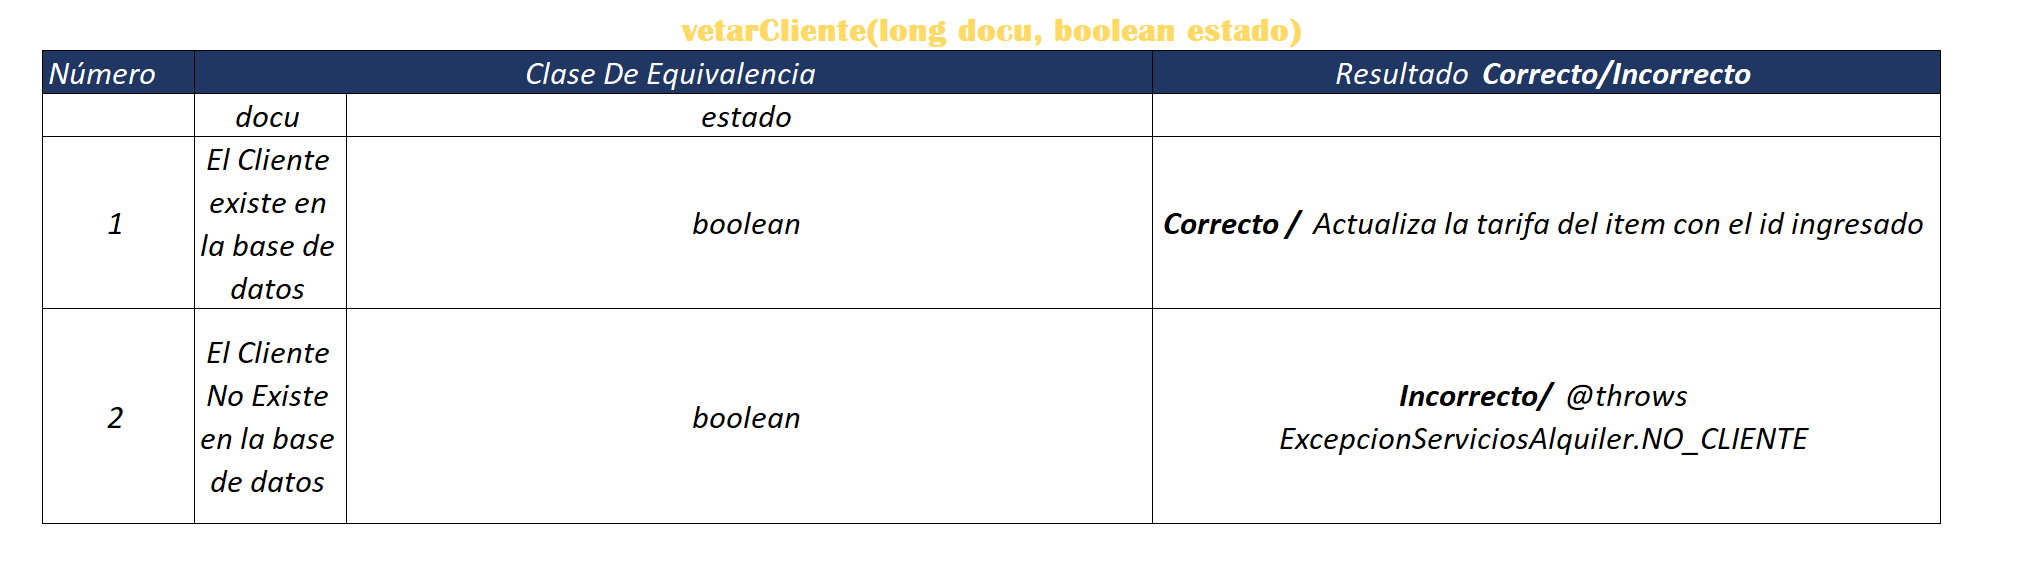 vetarCliente(long docu, boolean estado)
Número Clase De Equivalencia Resultado Correcto/Incorrecto
docu estado
1
El Cliente
existe en
la base de
datos
boolean
Correcto / Actualiza la tarifa del item con el id ingresado
2
El Cliente
No Existe
en la base
de datos
boolean
Incorrecto/ @throws
ExcepcionServiciosAlquiler.NO_CLIENTE